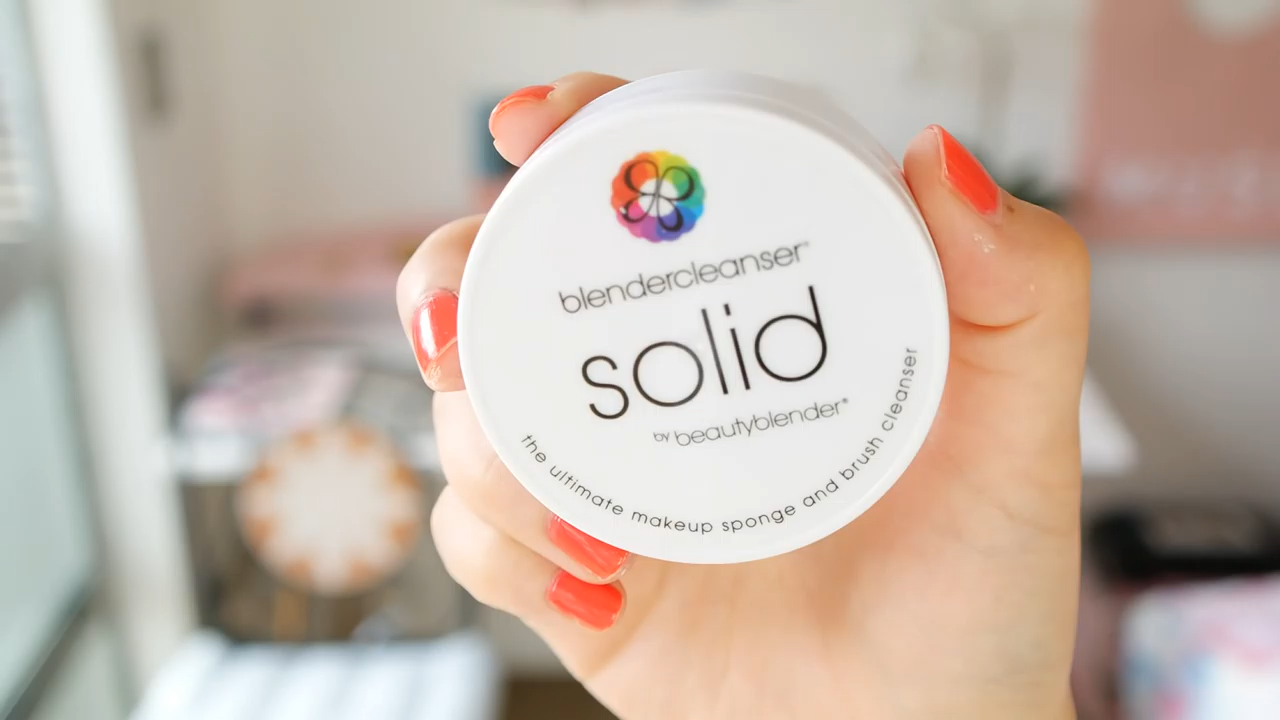 blendercleanser®
solid
by beautyblender®
the ultimate makeup sponge and brush cleanser